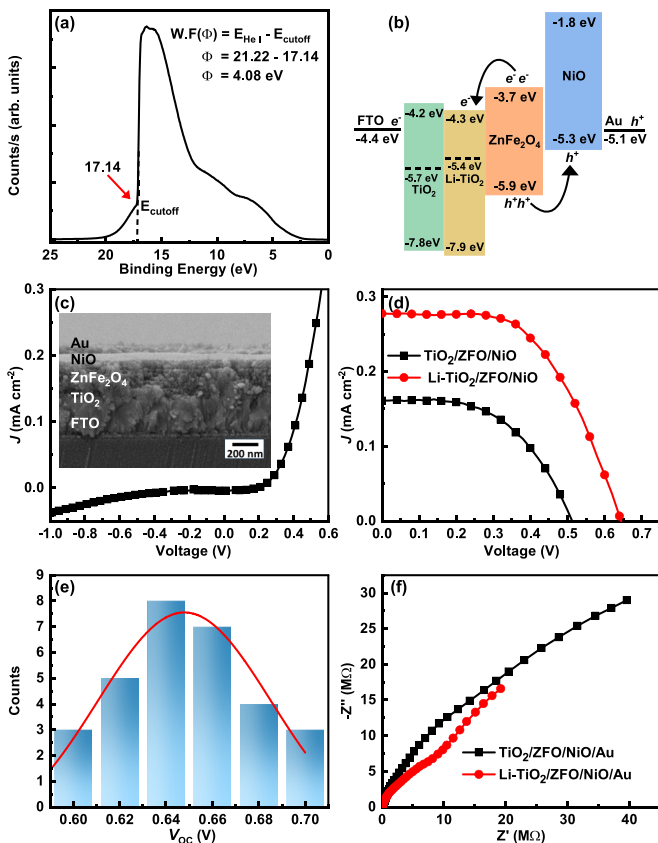 (a)
W.F(Φ) = E_He I - E_cutoff
Φ = 21.22 - 17.14
Φ = 4.08 eV
17.14
E_cutoff
Counts/s (arb. units)
25 20 15 10 5 0
Binding Energy (eV)
(b)
-1.8 eV
NiO
e⁻ e⁻
-3.7 eV
e⁻
-4.2 eV
-4.3 eV
FTO e⁻
-4.4 eV
ZnFe₂O₄
-5.3 eV
Au h⁺
-5.1 eV
h⁺
-5.7 eV
TiO₂
-5.4 eV
Li-TiO₂
-5.9 eV
h⁺h⁺
-7.8eV
-7.9 eV
(c)
0.3
0.2
0.1
0.0
J (mA cm⁻²)
Au
NiO
ZnFe₂O₄
TiO₂
FTO
200 nm
-1.0 -0.8 -0.6 -0.4 -0.2 0.0 0.2 0.4 0.6
Voltage (V)
(d)
0.3
0.2
0.1
0.0
J (mA cm⁻²)
TiO₂/ZFO/NiO
Li-TiO₂/ZFO/NiO
0.0 0.1 0.2 0.3 0.4 0.5 0.6 0.7
Voltage (V)
(e)
9
8
7
6
5
4
3
2
1
0
Counts
0.60 0.62 0.64 0.66 0.68 0.70
V_OC (V)
(f)
-30
-25
-20
-15
-10
-5
0
-Z'' (MΩ)
TiO₂/ZFO/NiO/Au
Li-TiO₂/ZFO/NiO/Au
0 5 10 15 20 25 30 35 40
Z' (MΩ)